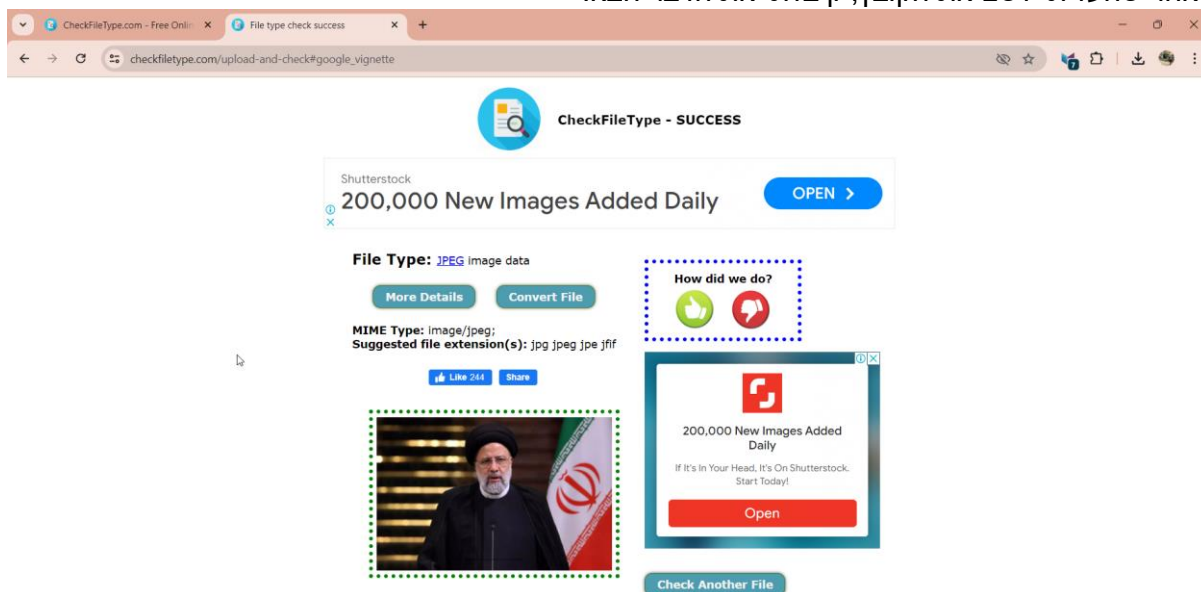 CheckFileType.com - Free Onlin
File type check success
checkfiletype.com/upload-and-check#google_vignette
7
CheckFileType - SUCCESS
Shutterstock
200,000 New Images Added Daily
OPEN
File Type: JPEG image data
How did we do?
More Details
Convert File
MIME Type: image/jpeg;
Suggested file extension(s): jpg jpeg jpe jfif
Like 244
Share
200,000 New Images Added
Daily
If It's In Your Head, It's On Shutterstock.
Start Today!
Open
Check Another File